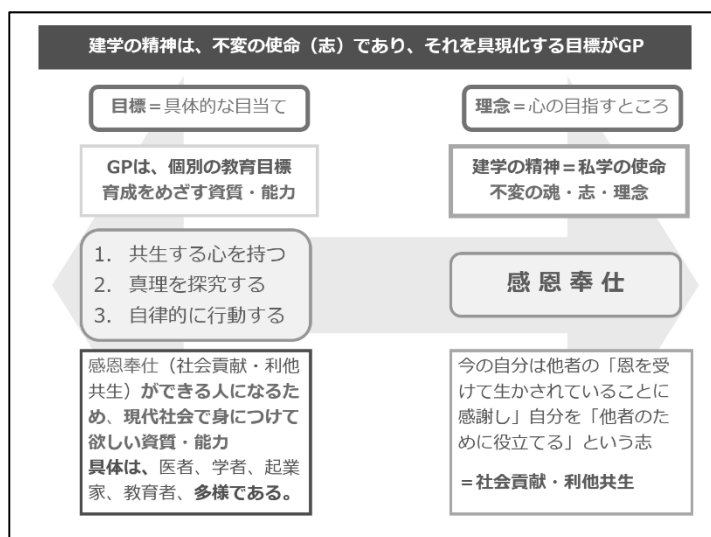 建学の精神は、不変の使命（志）であり、それを具現化する目標がGP
目標＝具体的な目当て
GPは、個別の教育目標
育成をめざす資質・能力
1. 共生する心を持つ
2. 真理を探究する
3. 自律的に行動する
感恩奉仕（社会貢献・利他
共生）ができる人になるた
め、現代社会で身につけて
欲しい資質・能力
具体は、医者、学者、起業
家、教育者、多様である。
理念＝心の目指すところ
建学の精神＝私学の使命
不変の魂・志・理念
感恩奉仕
今の自分は他者の「恩を受
けて生かされていることに
感謝し」自分を「他者のた
めに役立てる」という志
＝社会貢献・利他共生